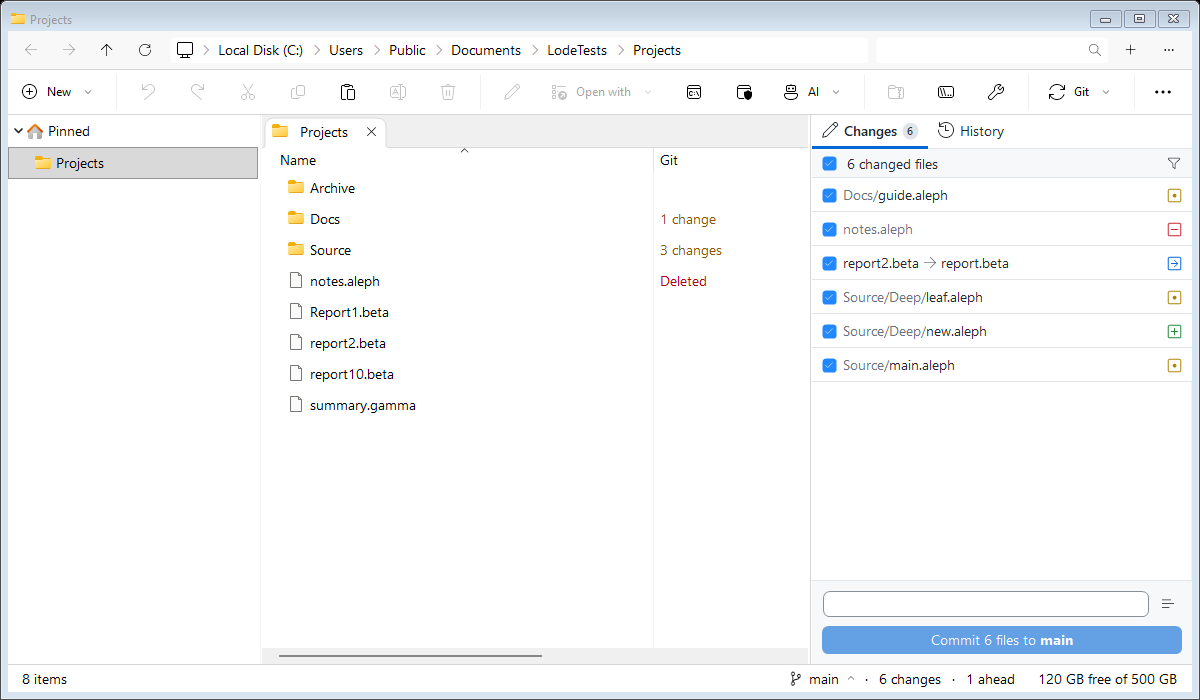 Projects
Local Disk (C:) Users Public Documents LodeTests Projects
New Open with AI Git
Pinned
Projects
Projects
Name Git
Archive
Docs 1 change
Source 3 changes
notes.aleph Deleted
Report1.beta
report2.beta
report10.beta
summary.gamma
Changes 6 History
6 changed files
Docs/guide.aleph
notes.aleph
report2.beta → report.beta
Source/Deep/leaf.aleph
Source/Deep/new.aleph
Source/main.aleph
Commit 6 files to main
8 items main · 6 changes · 1 ahead 120 GB free of 500 GB